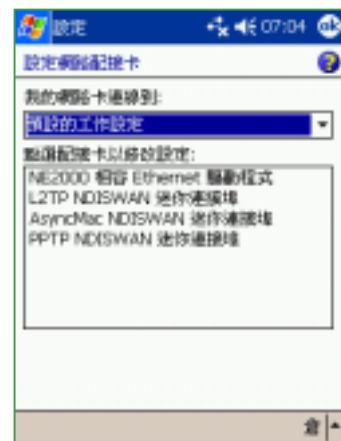 設定 07:04 ok
設定網路配接卡
我的網路卡連線到:
預設的工作設定
點選配接卡以修改設定:
NE2000 相容 Ethernet 驅動程式
L2TP NDISWAN 迷你連接埠
AsyncMac NDISWAN 迷你連接埠
PPTP NDISWAN 迷你連接埠
倉